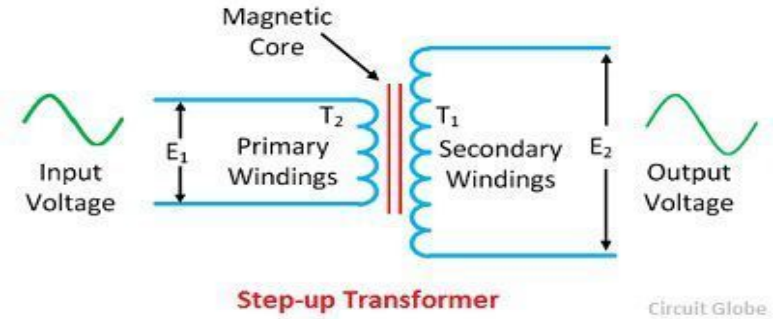 Magnetic
Core
Input
Voltage
E₁
Primary
Windings
T₂
T₁
Secondary
Windings
E₂
Output
Voltage
Step-up Transformer
Circuit Globe